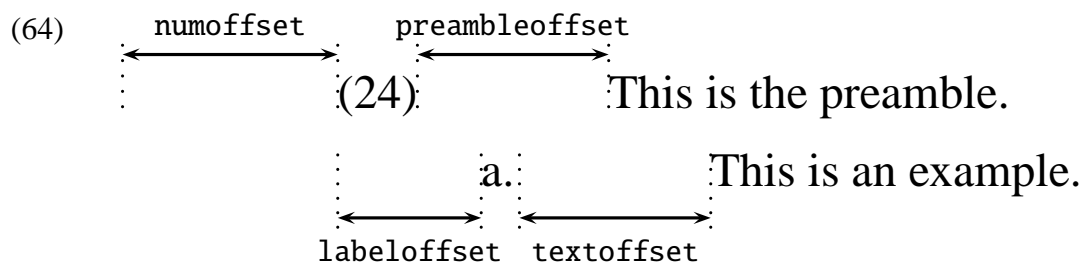 (64) numoffset preambleoffset
(24) This is the preamble.
a. This is an example.
labeloffset textoffset